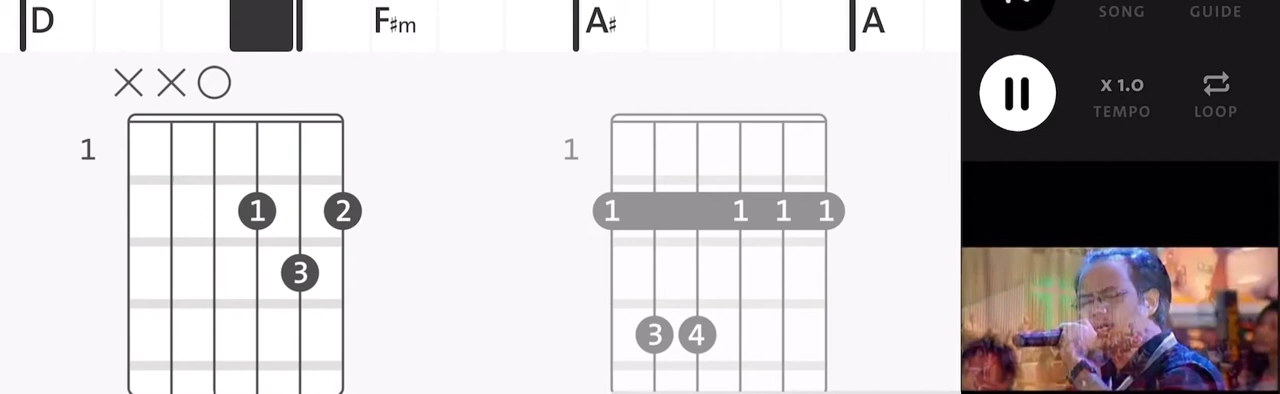 D F#m A# A
SONG GUIDE
X 1.0
TEMPO LOOP
1 1 2 3
1 1 1 1 1 3 4